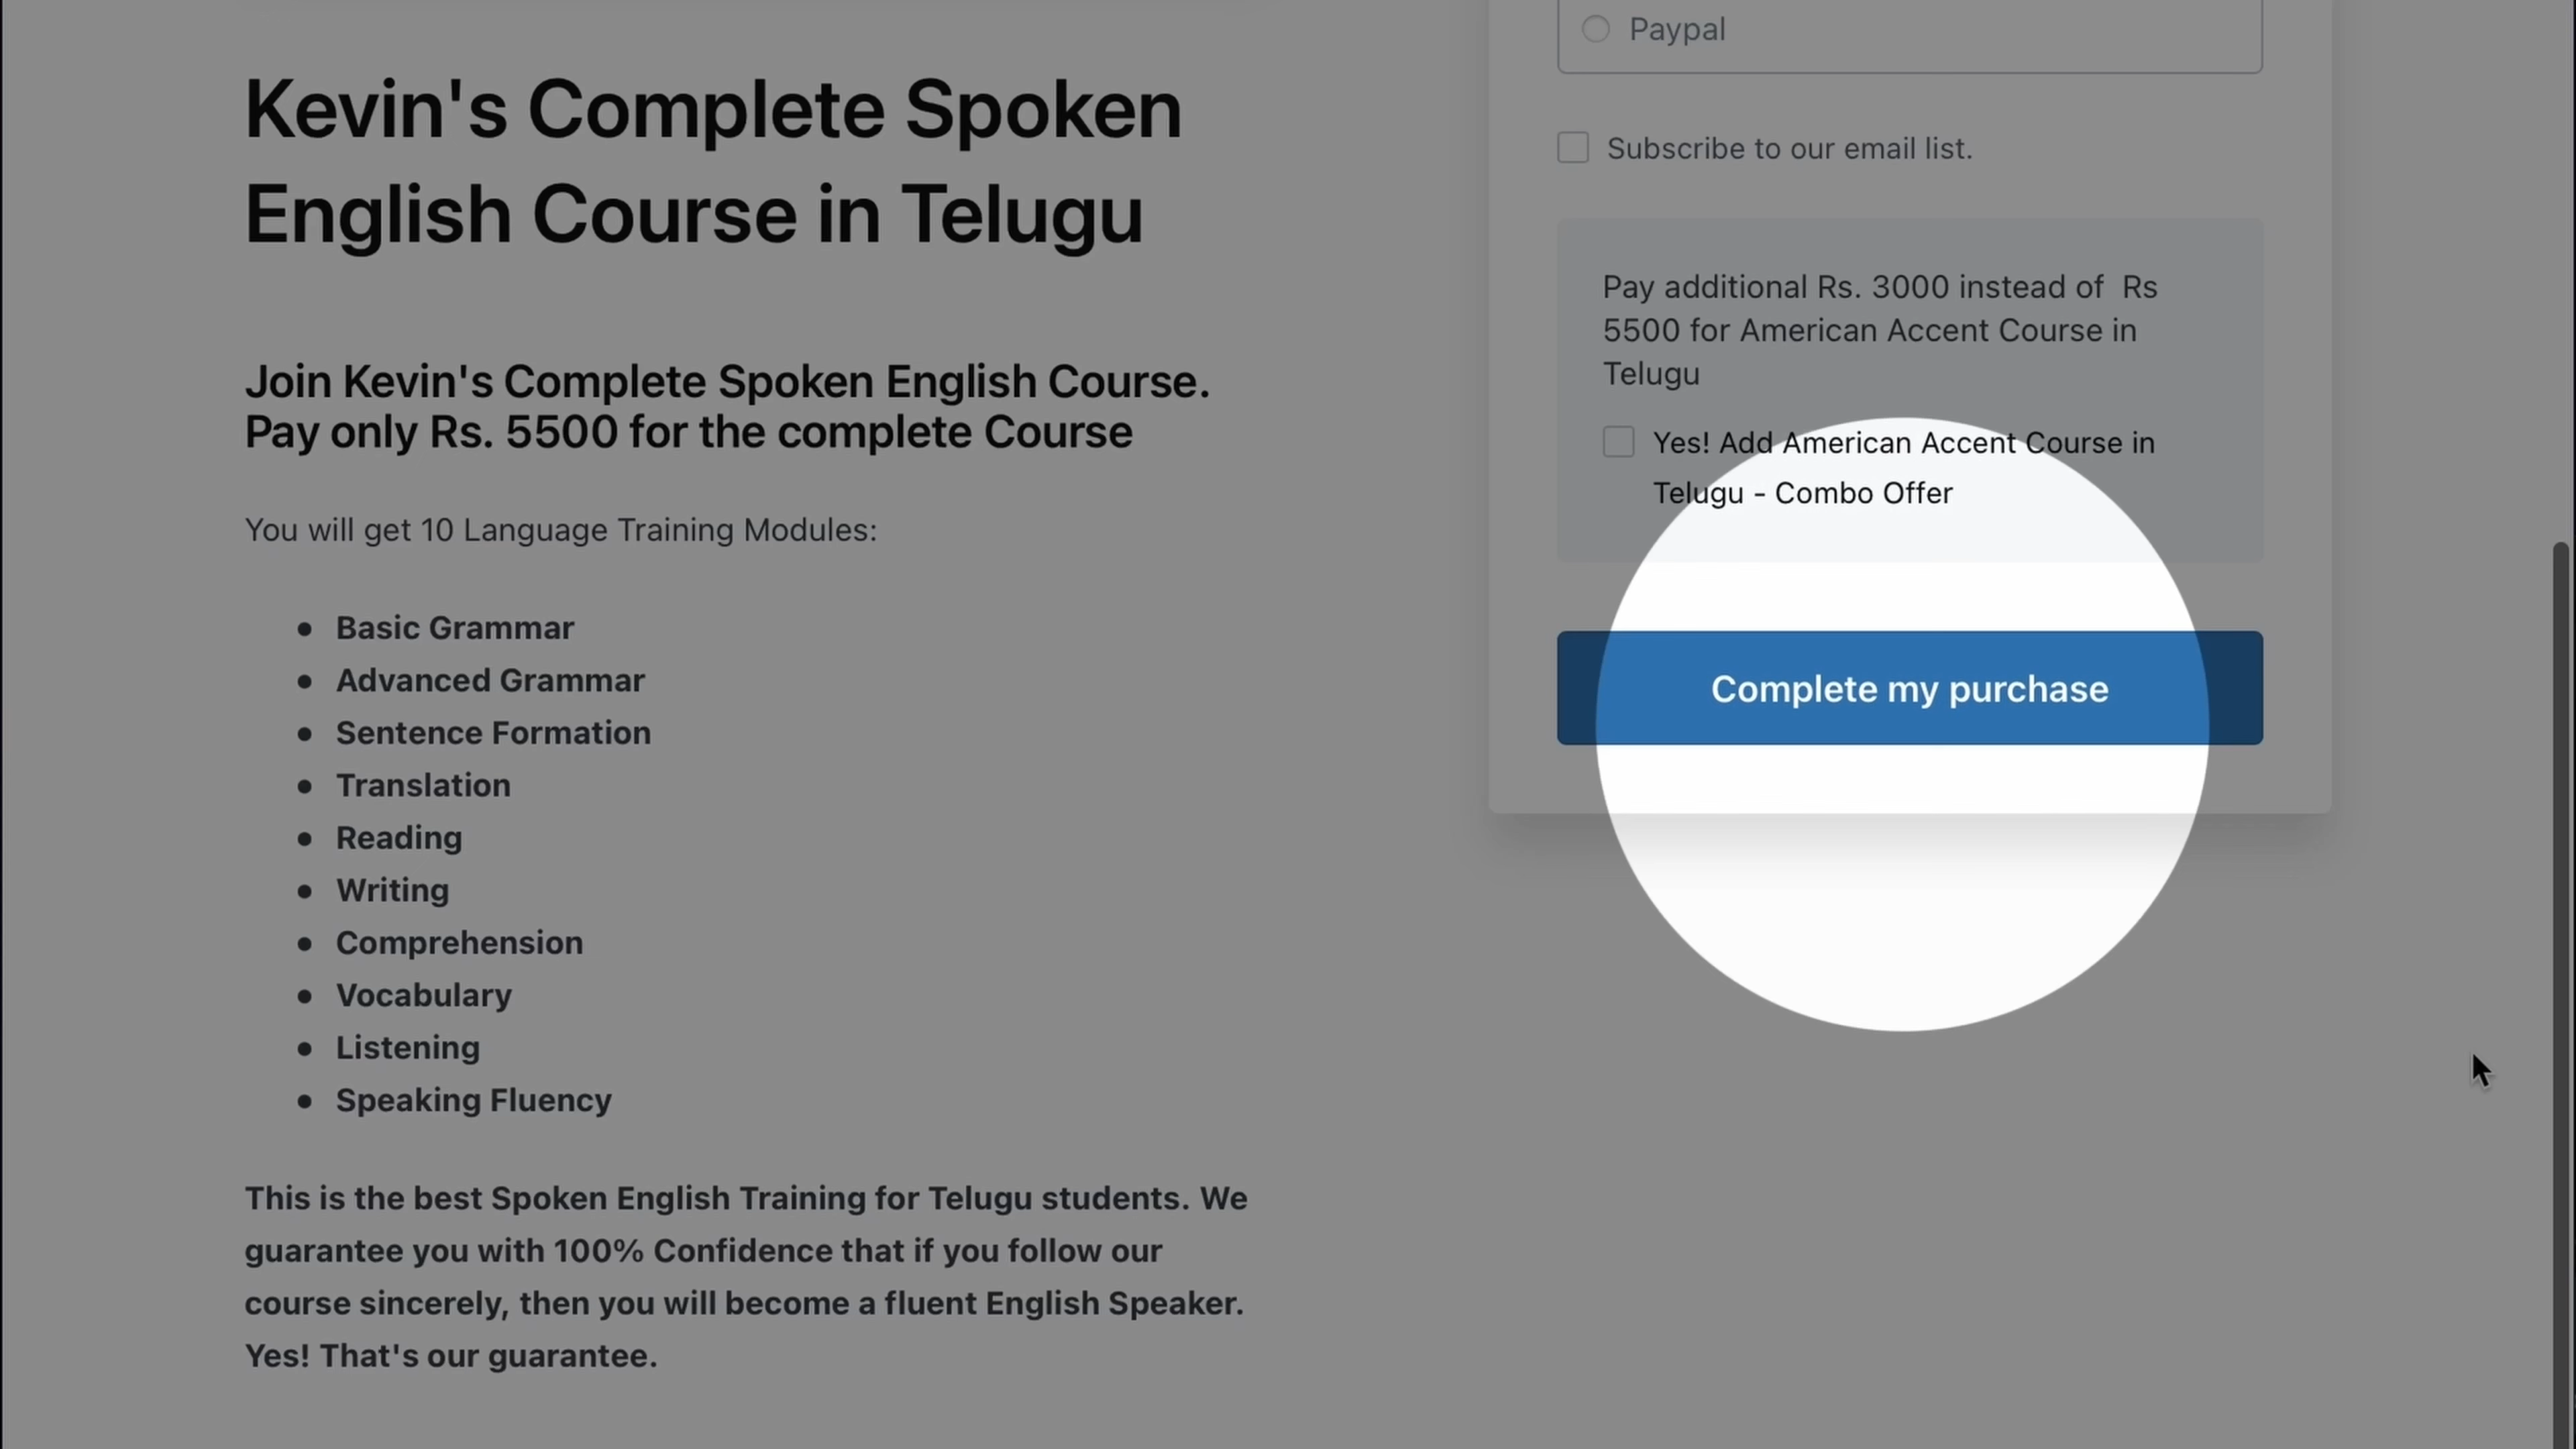 Kevin's Complete Spoken
English Course in Telugu
Join Kevin's Complete Spoken English Course.
Pay only Rs. 5500 for the complete Course
You will get 10 Language Training Modules:
Basic Grammar
Advanced Grammar
Sentence Formation
Translation
Reading
Writing
Comprehension
Vocabulary
Listening
Speaking Fluency
This is the best Spoken English Training for Telugu students. We
guarantee you with 100% Confidence that if you follow our
course sincerely, then you will become a fluent English Speaker.
Yes! That's our guarantee.
Paypal
Subscribe to our email list.
Pay additional Rs. 3000 instead of  Rs
5500 for American Accent Course in
Telugu
Yes! Add American Accent Course in
Telugu - Combo Offer
Complete my purchase